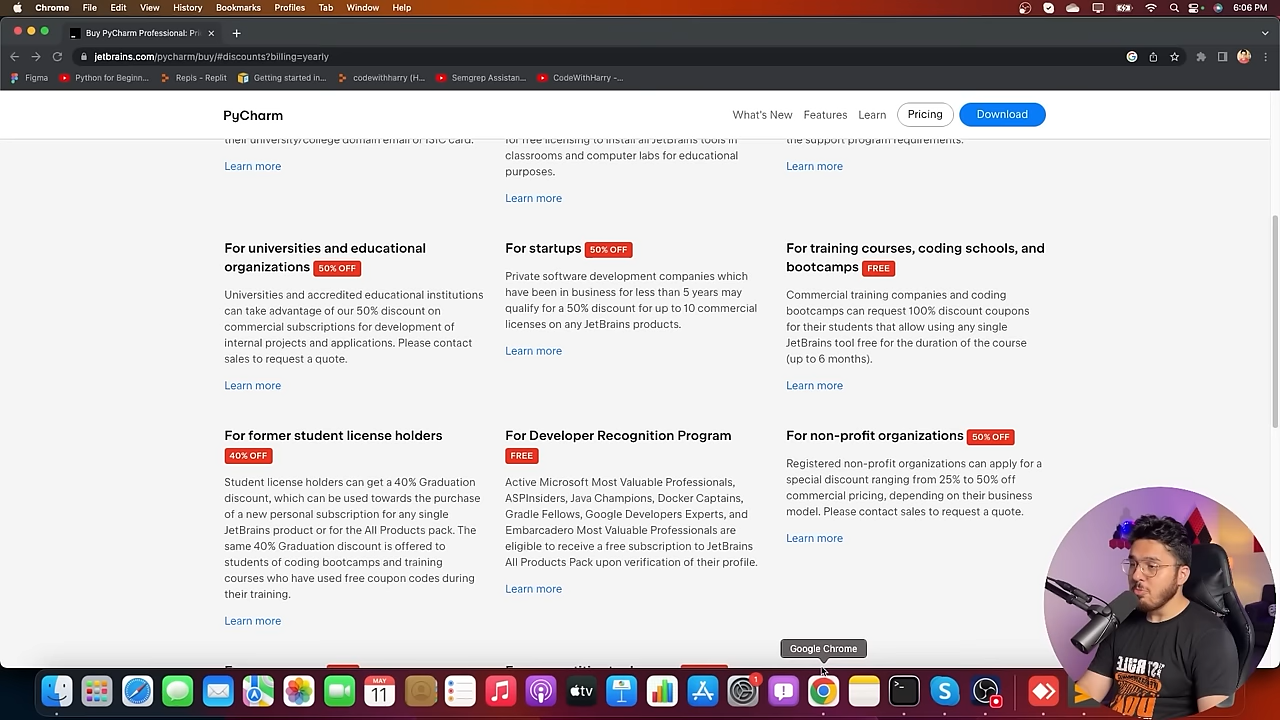 Chrome File Edit View History Bookmarks Profiles Tab Window Help 6:06 PM
Buy PyCharm Professional: Pri
jetbrains.com/pycharm/buy/#discounts?billing=yearly
Figma Python for Beginn... Repls - Replit Getting started in... codewithharry (H... Semgrep Assistan... CodeWithHarry -...
PyCharm What's New Features Learn Pricing Download
their university/college domain email or ISIC card.
Learn more
for free licensing to install all JetBrains tools in
classrooms and computer labs for educational
purposes.
Learn more
the support program requirements.
Learn more
For universities and educational
organizations 50% OFF
Universities and accredited educational institutions
can take advantage of our 50% discount on
commercial subscriptions for development of
internal projects and applications. Please contact
sales to request a quote.
Learn more
For startups 50% OFF
Private software development companies which
have been in business for less than 5 years may
qualify for a 50% discount for up to 10 commercial
licenses on any JetBrains products.
Learn more
For training courses, coding schools, and
bootcamps FREE
Commercial training companies and coding
bootcamps can request 100% discount coupons
for their students that allow using any single
JetBrains tool free for the duration of the course
(up to 6 months).
Learn more
For former student license holders
40% OFF
Student license holders can get a 40% Graduation
discount, which can be used towards the purchase
of a new personal subscription for any single
JetBrains product or for the All Products pack. The
same 40% Graduation discount is offered to
students of coding bootcamps and training
courses who have used free coupon codes during
their training.
Learn more
For Developer Recognition Program
FREE
Active Microsoft Most Valuable Professionals,
ASPInsiders, Java Champions, Docker Captains,
Gradle Fellows, Google Developers Experts, and
Embarcadero Most Valuable Professionals are
eligible to receive a free subscription to JetBrains
All Products Pack upon verification of their profile.
Learn more
For non-profit organizations 50% OFF
Registered non-profit organizations can apply for a
special discount ranging from 25% to 50% off
commercial pricing, depending on their business
model. Please contact sales to request a quote.
Learn more
Google Chrome
MAY
11
tv
1